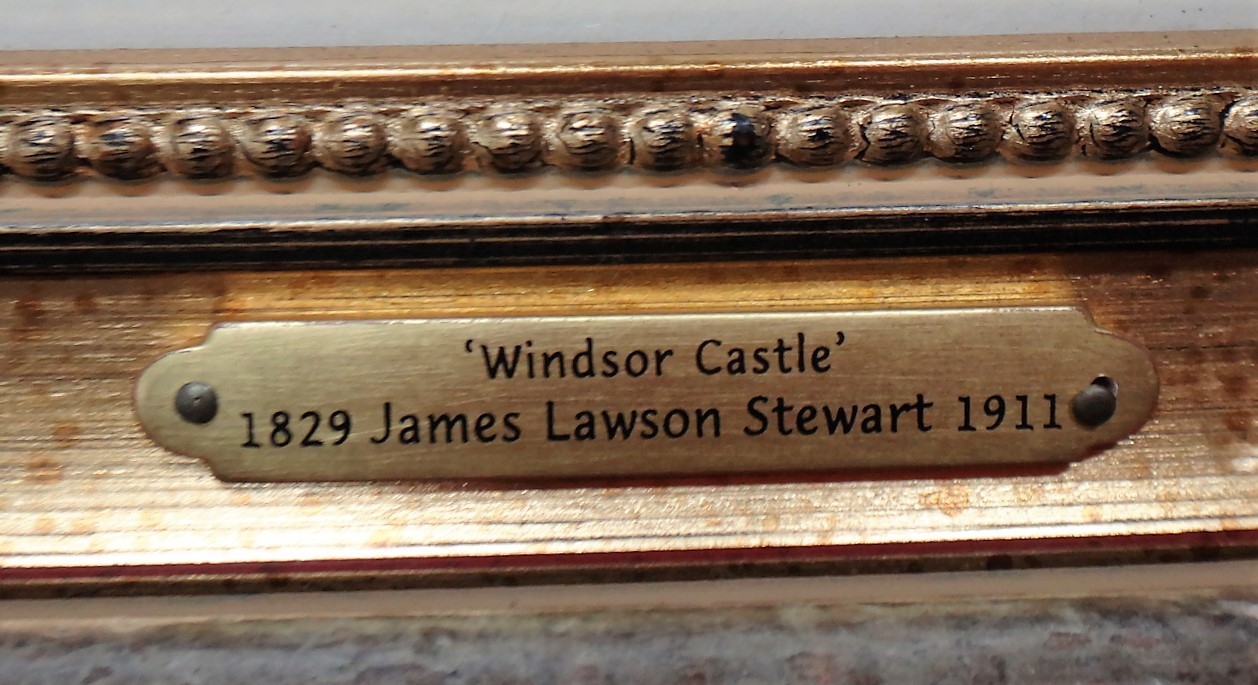 ‘Windsor Castle’
1829 James Lawson Stewart 1911